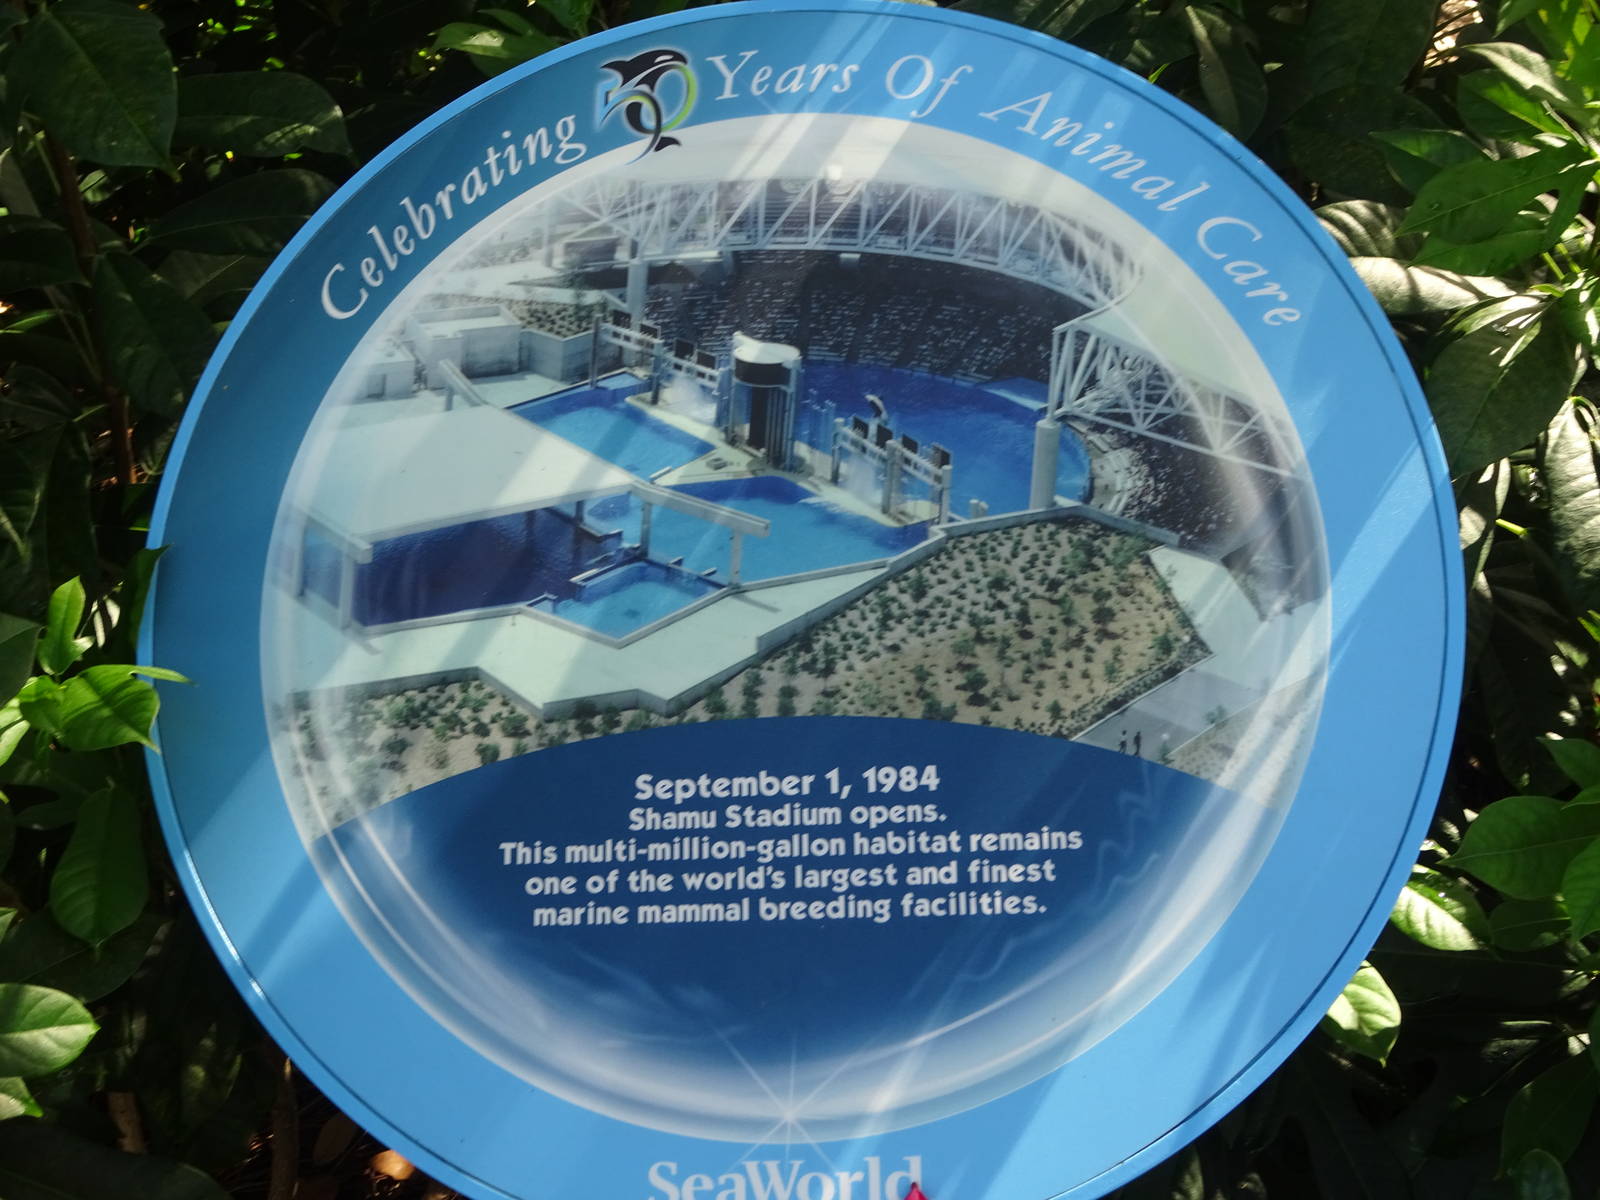 Celebrating 50 Years Of Animal Care
September 1, 1984
Shamu Stadium opens.
This multi-million-gallon habitat remains
one of the world's largest and finest
marine mammal breeding facilities.
SeaWorld